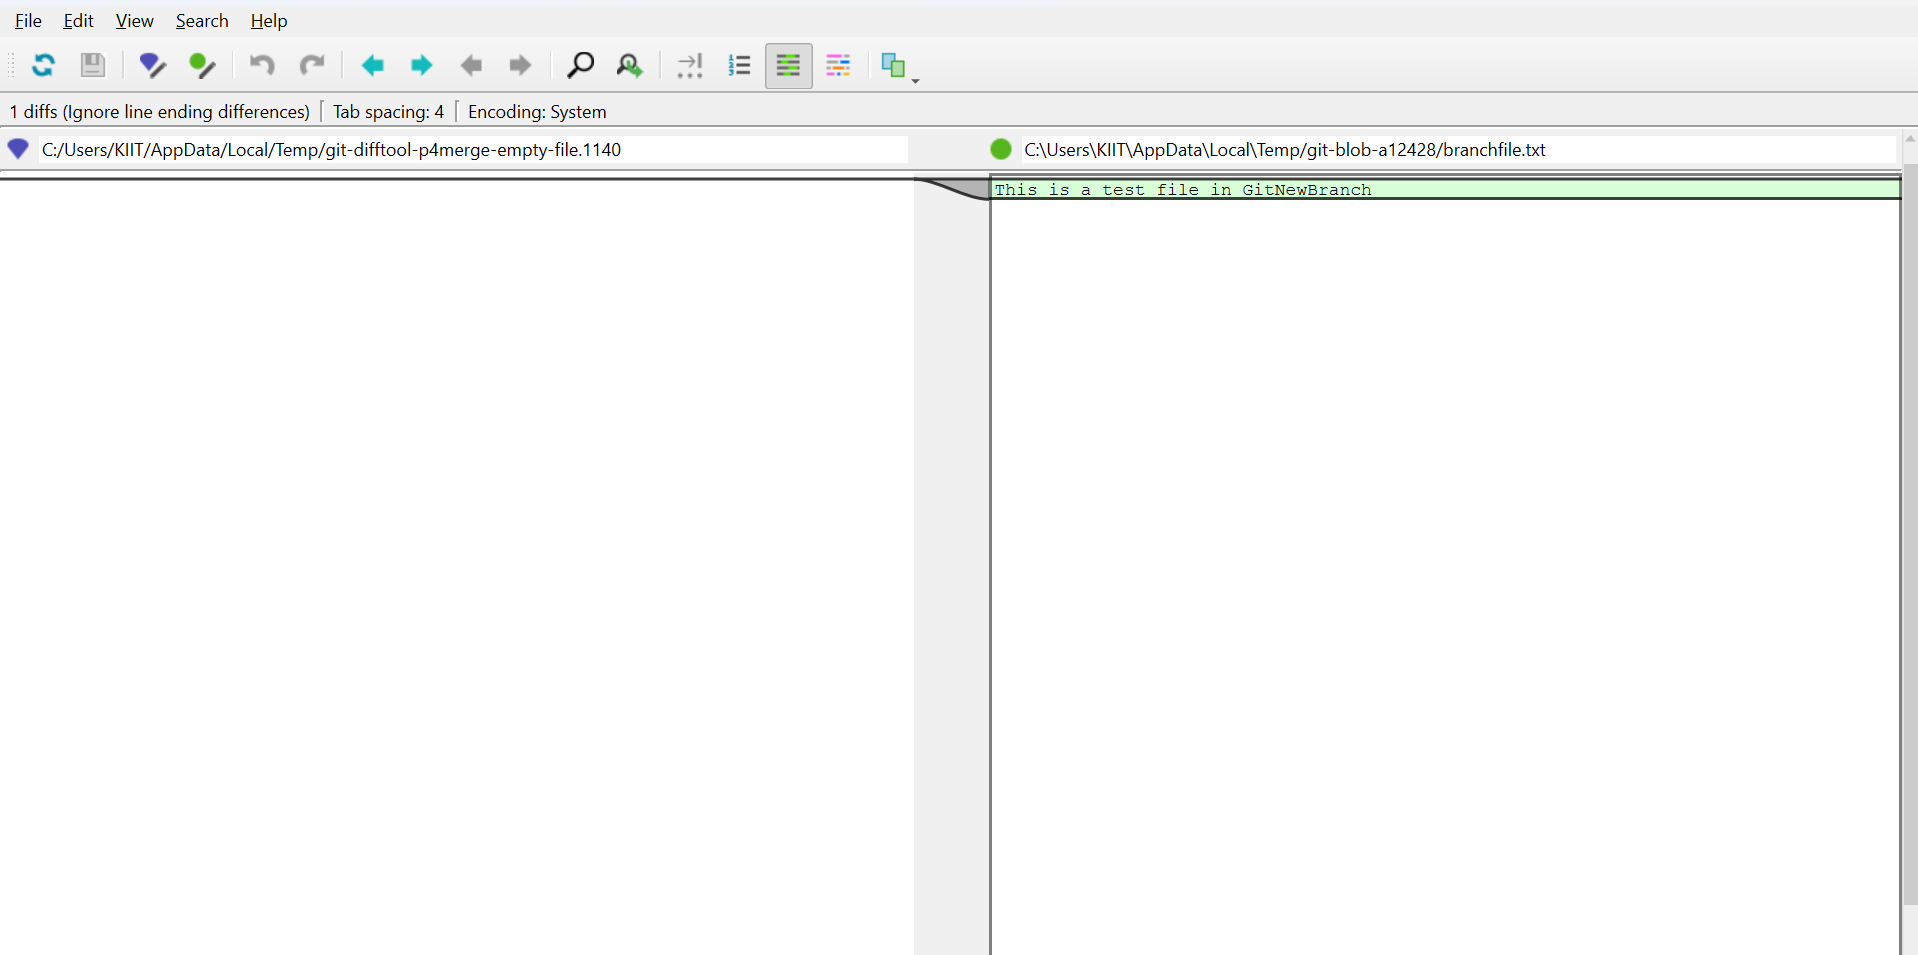 File Edit View Search Help
1 diffs (Ignore line ending differences) Tab spacing: 4 Encoding: System
C:/Users/KIIT/AppData/Local/Temp/git-difftool-p4merge-empty-file.1140
C:\Users\KIIT\AppData\Local\Temp/git-blob-a12428/branchfile.txt
This is a test file in GitNewBranch